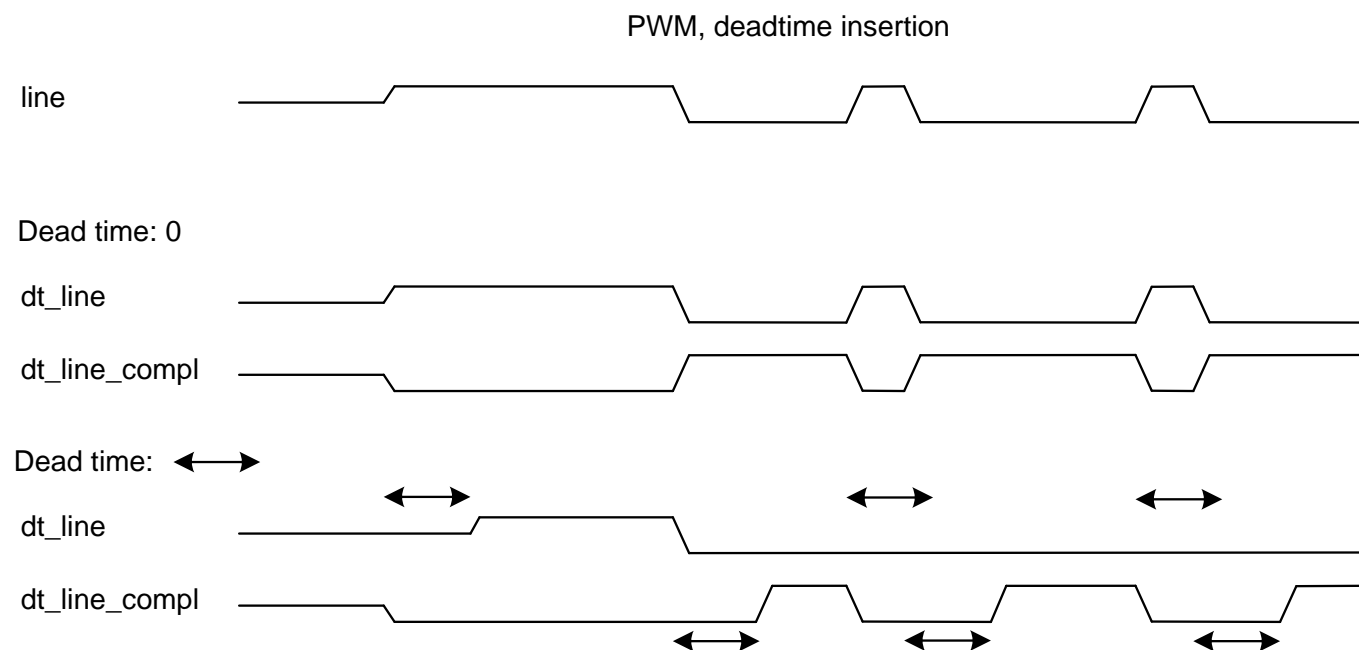 PWM, deadtime insertion
line
Dead time: 0
dt_line
dt_line_compl
Dead time:
dt_line
dt_line_compl